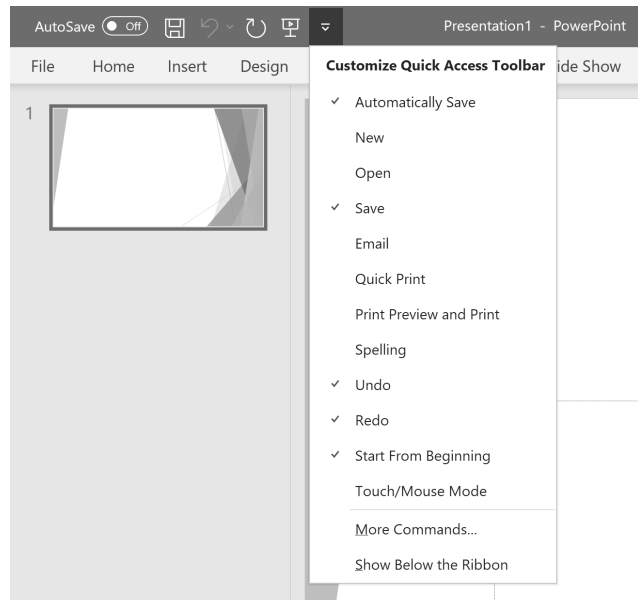 AutoSave Off Presentation1 - PowerPoint
File Home Insert Design ide Show
Customize Quick Access Toolbar
1
Automatically Save
New
Open
Save
Email
Quick Print
Print Preview and Print
Spelling
Undo
Redo
Start From Beginning
Touch/Mouse Mode
More Commands...
Show Below the Ribbon